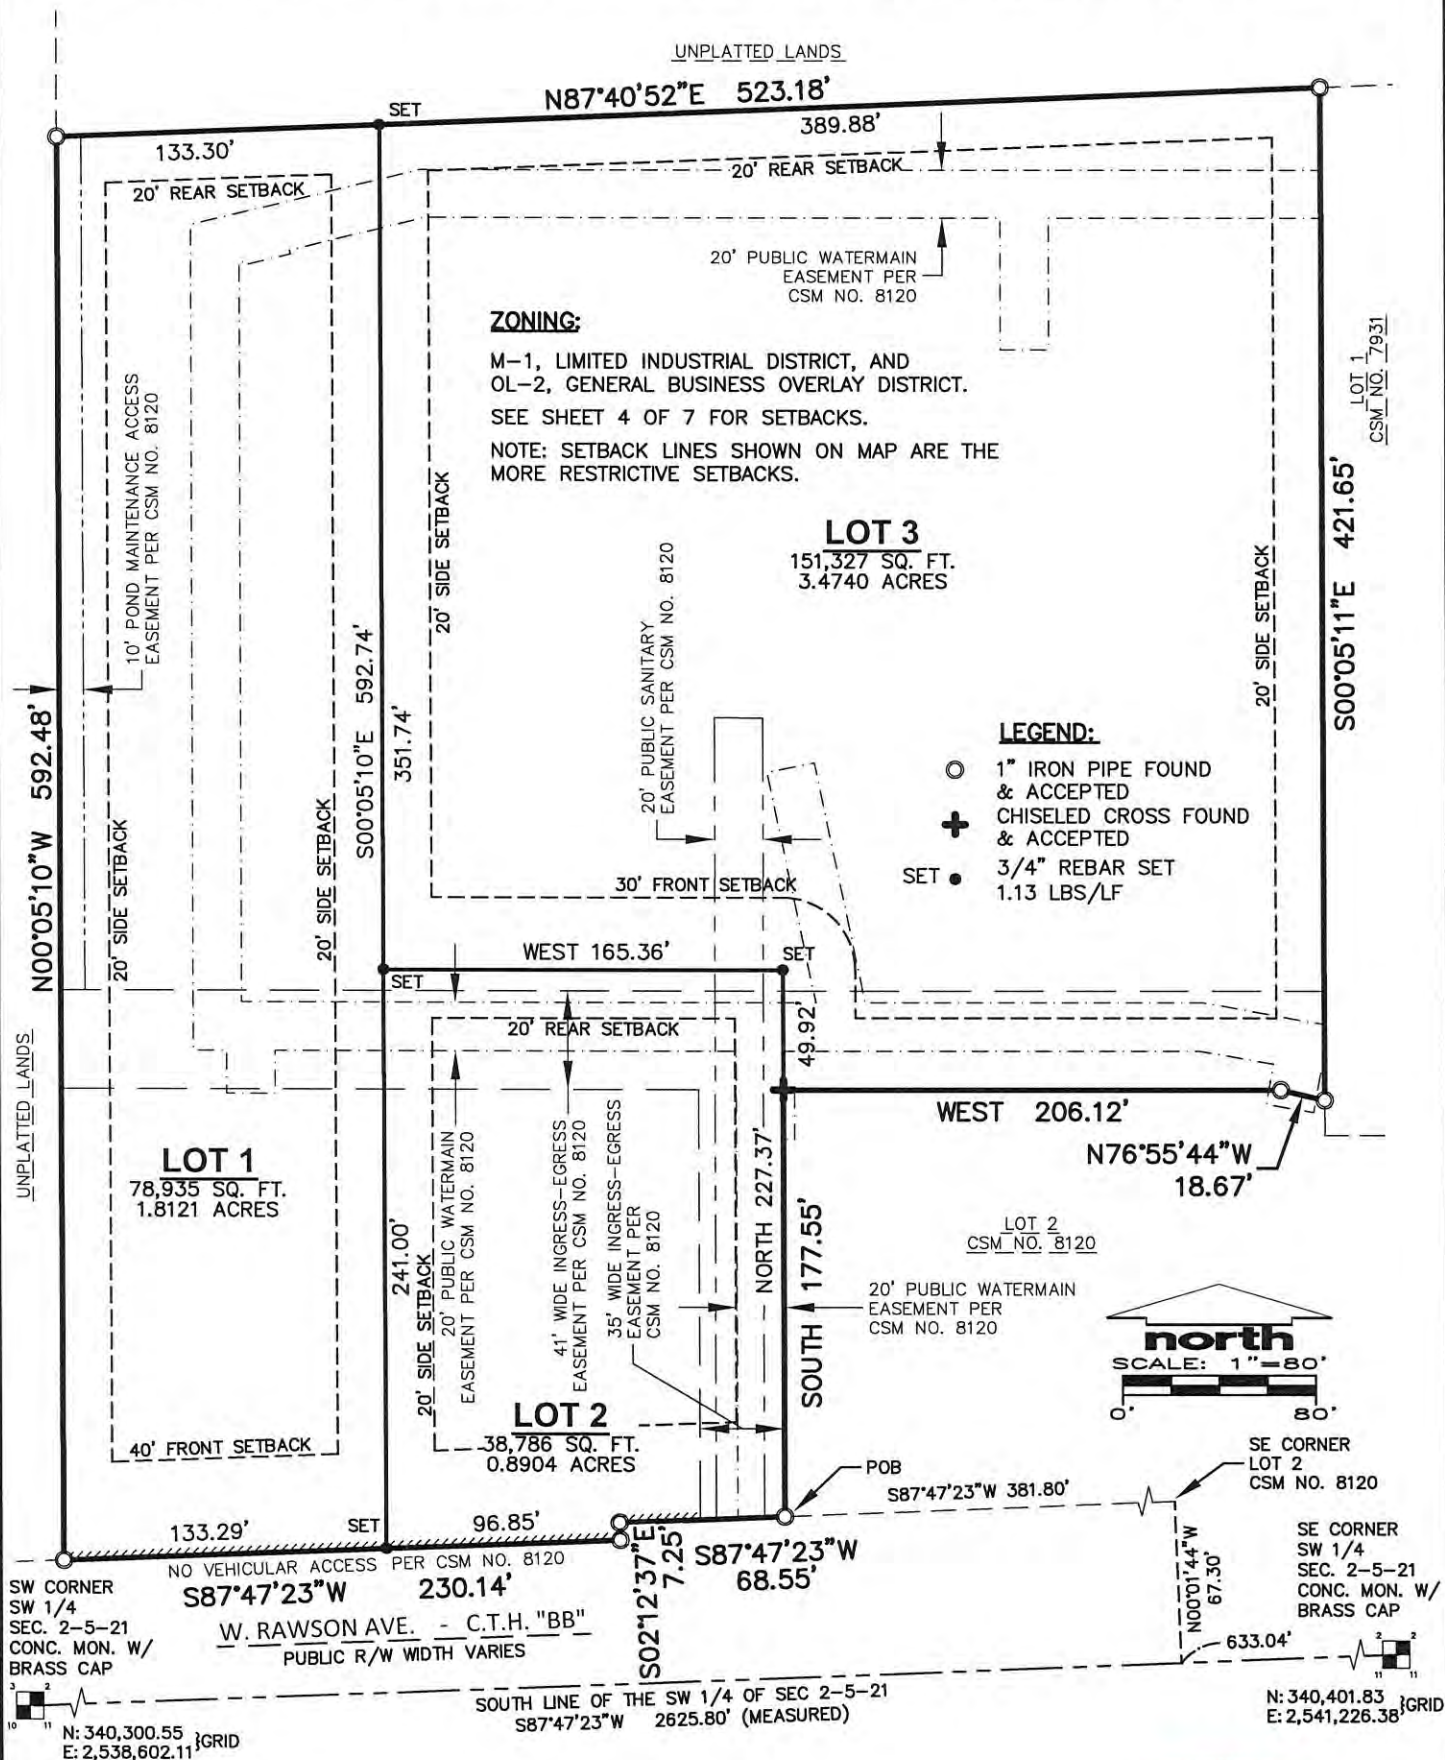 UNPLATTED LANDS
N87°40'52"E 523.18'
SET
133.30'
389.88'
20' REAR SETBACK
20' REAR SETBACK
20' PUBLIC WATERMAIN
EASEMENT PER
CSM NO. 8120
ZONING:
M-1, LIMITED INDUSTRIAL DISTRICT, AND
OL-2, GENERAL BUSINESS OVERLAY DISTRICT.
SEE SHEET 4 OF 7 FOR SETBACKS.
NOTE: SETBACK LINES SHOWN ON MAP ARE THE
MORE RESTRICTIVE SETBACKS.
10' POND MAINTENANCE ACCESS
EASEMENT PER CSM NO. 8120
LOT 1
CSM NO. 7931
S00°05'11"E 421.65'
20' SIDE SETBACK
LOT 3
151,327 SQ. FT.
3.4740 ACRES
20' SIDE SETBACK
20' PUBLIC SANITARY
EASEMENT PER CSM NO. 8120
S00°05'10"E 592.74'
351.74'
N00°05'10"W 592.48'
20' SIDE SETBACK
20' SIDE SETBACK
LEGEND:
1" IRON PIPE FOUND
& ACCEPTED
CHISELED CROSS FOUND
& ACCEPTED
SET
3/4" REBAR SET
1.13 LBS/LF
30' FRONT SETBACK
WEST 165.36'
SET
SET
20' REAR SETBACK
49.92'
UNPLATTED LANDS
WEST 206.12'
N76°55'44"W
18.67'
LOT 1
78,935 SQ. FT.
1.8121 ACRES
241.00'
20' SIDE SETBACK
20' PUBLIC WATERMAIN
EASEMENT PER CSM NO. 8120
41' WIDE INGRESS-EGRESS
EASEMENT PER CSM NO. 8120
35' WIDE INGRESS-EGRESS
EASEMENT PER
CSM NO. 8120
NORTH 227.37'
SOUTH 177.55'
LOT 2
CSM NO. 8120
20' PUBLIC WATERMAIN
EASEMENT PER
CSM NO. 8120
north
SCALE: 1"=80'
0' 80'
LOT 2
38,786 SQ. FT.
0.8904 ACRES
40' FRONT SETBACK
POB
S87°47'23"W 381.80'
SE CORNER
LOT 2
CSM NO. 8120
133.29'
SET
96.85'
NO VEHICULAR ACCESS PER CSM NO. 8120
S87°47'23"W 230.14'
S02°12'37"E
7.25'
S87°47'23"W
68.55'
N00°01'44"W
67.30'
SE CORNER
SW 1/4
SEC. 2-5-21
CONC. MON. W/
BRASS CAP
SW CORNER
SW 1/4
SEC. 2-5-21
CONC. MON. W/
BRASS CAP
W. RAWSON AVE. - C.T.H. "BB"
PUBLIC R/W WIDTH VARIES
633.04'
2 2
11 11
3 2
10 11
SOUTH LINE OF THE SW 1/4 OF SEC 2-5-21
S87°47'23"W 2625.80' (MEASURED)
N: 340,300.55
E: 2,538,602.11 }GRID
N: 340,401.83
E: 2,541,226.38 }GRID